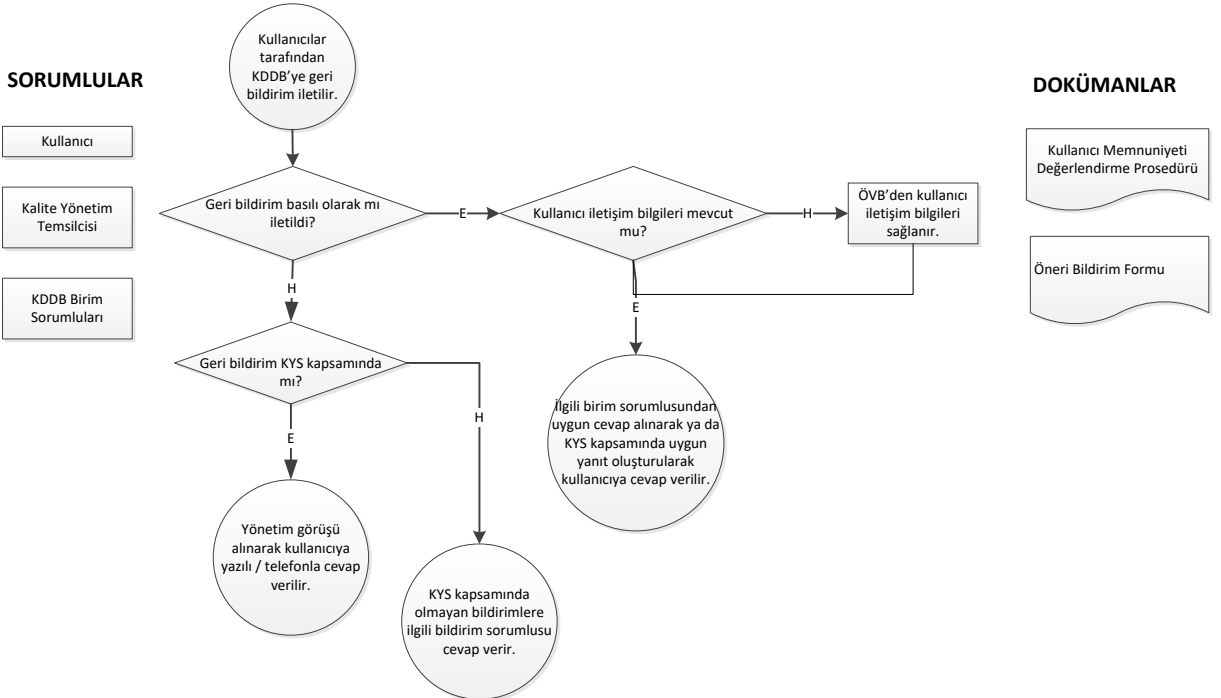 SORUMLULAR
Kullanıcı
Kalite Yönetim
Temsilcisi
KDDB Birim
Sorumluları
Kullanıcılar
tarafından
KDDB’ye geri
bildirim iletilir.
Geri bildirim basılı olarak mı
iletildi?
E
Kullanıcı iletişim bilgileri mevcut
mu?
H
ÖVB’den kullanıcı
iletişim bilgileri
sağlanır.
H
E
Geri bildirim KYS kapsamında
mı?
E
H
İlgili birim sorumlusundan
uygun cevap alınarak ya da
KYS kapsamında uygun
yanıt oluşturularak
kullanıcıya cevap verilir.
Yönetim görüşü
alınarak kullanıcıya
yazılı / telefonla cevap
verilir.
KYS kapsamında
olmayan bildirimlere
ilgili bildirim sorumlusu
cevap verir.
DOKÜMANLAR
Kullanıcı Memnuniyeti
Değerlendirme Prosedürü
Öneri Bildirim Formu